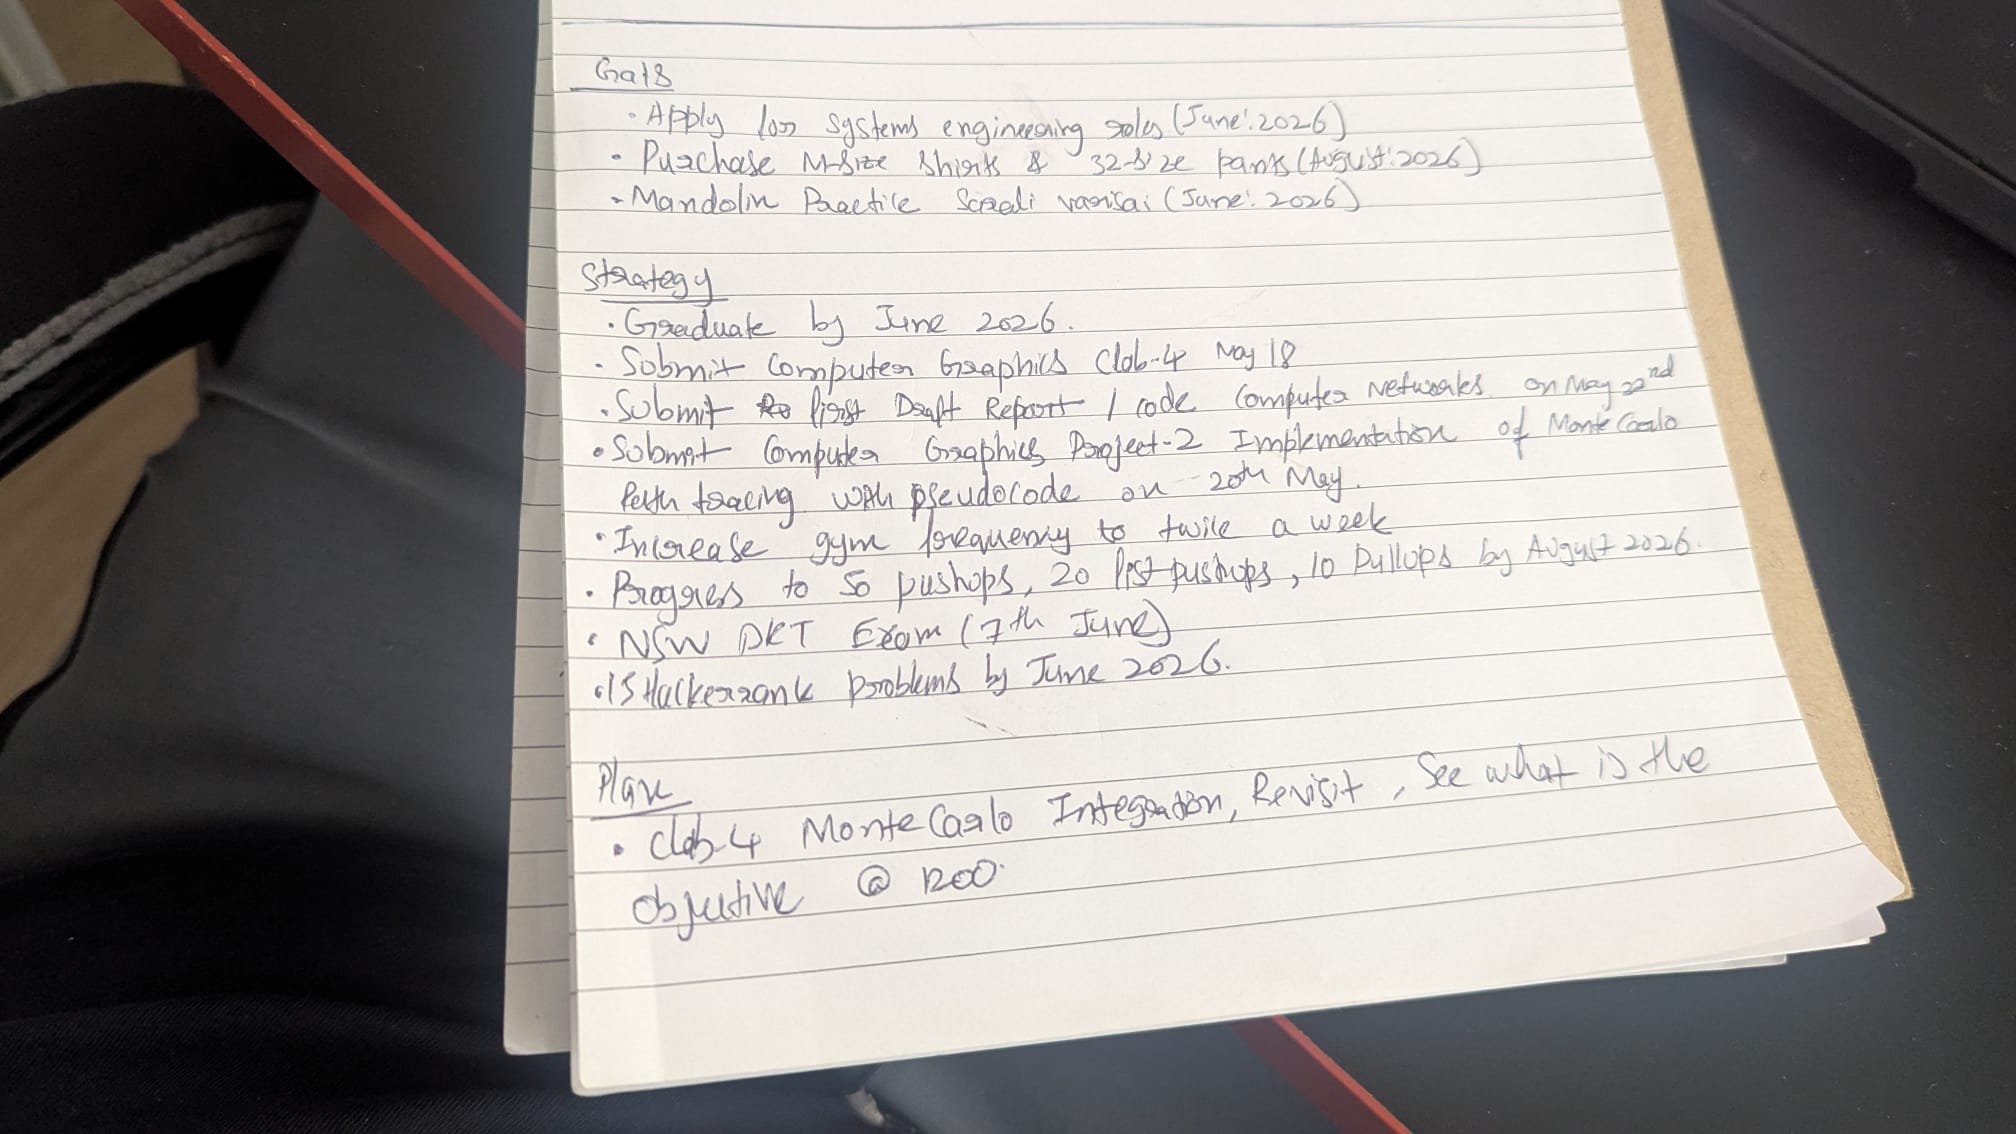 Goals
· Apply for systems engineering roles (June: 2026)
· Purchase M-Size Shirts & 32-Size pants (August: 2026)
- Mandolin Practice Sarali varisai (June: 2026)
Strategy
· Graduate by June 2026.
· Submit Computer Graphics Clab-4 May 18
· Submit first Draft Report / code Computer Networks on May 22nd
· Submit Computer Graphics Project-2 Implementation of Monte Carlo
Path tracing with pseudocode on 20th May.
· Increase gym frequency to twice a week
· Progress to 50 pushups, 20 fist pushups, 10 Pullups by August 2026.
· NSW DKT Exam (7th June)
· 15 Hackerrank problems by June 2026.
Plan
· Clab-4 Monte Carlo Integration, Revisit, See what is the
objective @ 1200.